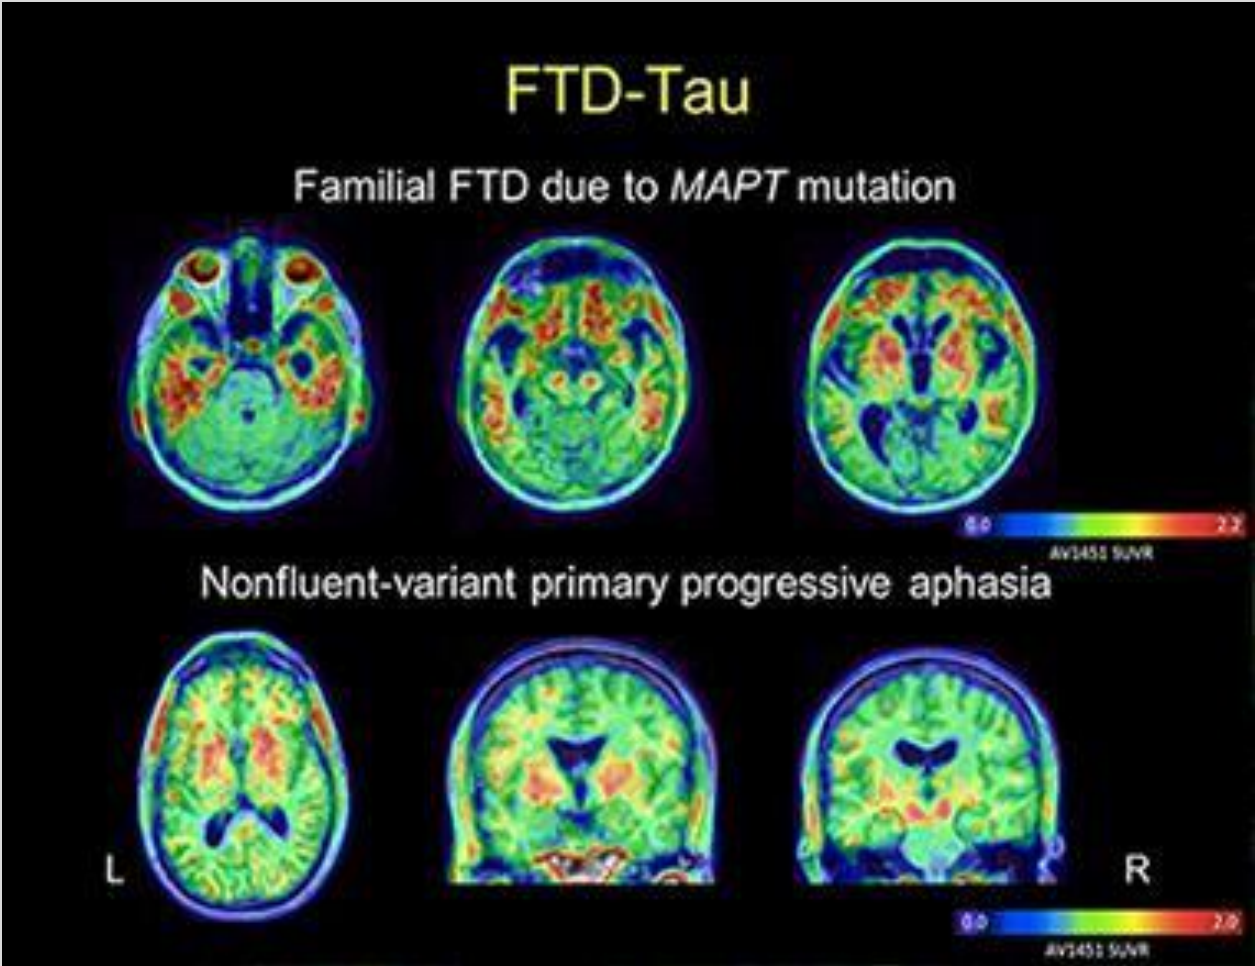 FTD-Tau
Familial FTD due to MAPT mutation
0.0 2.2
AV1451 SUVR
Nonfluent-variant primary progressive aphasia
L R
0.0 2.0
AV1451 SUVR